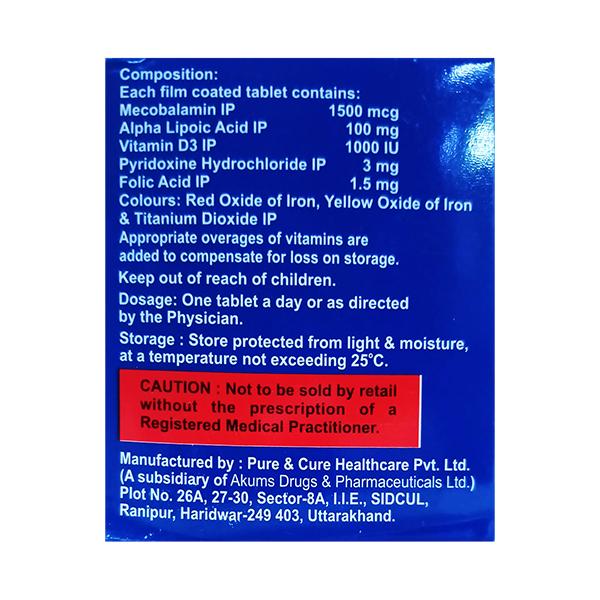 Composition:
Each film coated tablet contains:
Mecobalamin IP 1500 mcg
Alpha Lipoic Acid IP 100 mg
Vitamin D3 IP 1000 IU
Pyridoxine Hydrochloride IP 3 mg
Folic Acid IP 1.5 mg
Colours: Red Oxide of Iron, Yellow Oxide of Iron
& Titanium Dioxide IP
Appropriate overages of vitamins are
added to compensate for loss on storage.
Keep out of reach of children.
Dosage: One tablet a day or as directed
by the Physician.
Storage : Store protected from light & moisture,
at a temperature not exceeding 25°C.
CAUTION : Not to be sold by retail
without the prescription of a
Registered Medical Practitioner.
Manufactured by : Pure & Cure Healthcare Pvt. Ltd.
(A subsidiary of Akums Drugs & Pharmaceuticals Ltd.)
Plot No. 26A, 27-30, Sector-8A, I.I.E., SIDCUL,
Ranipur, Haridwar-249 403, Uttarakhand.